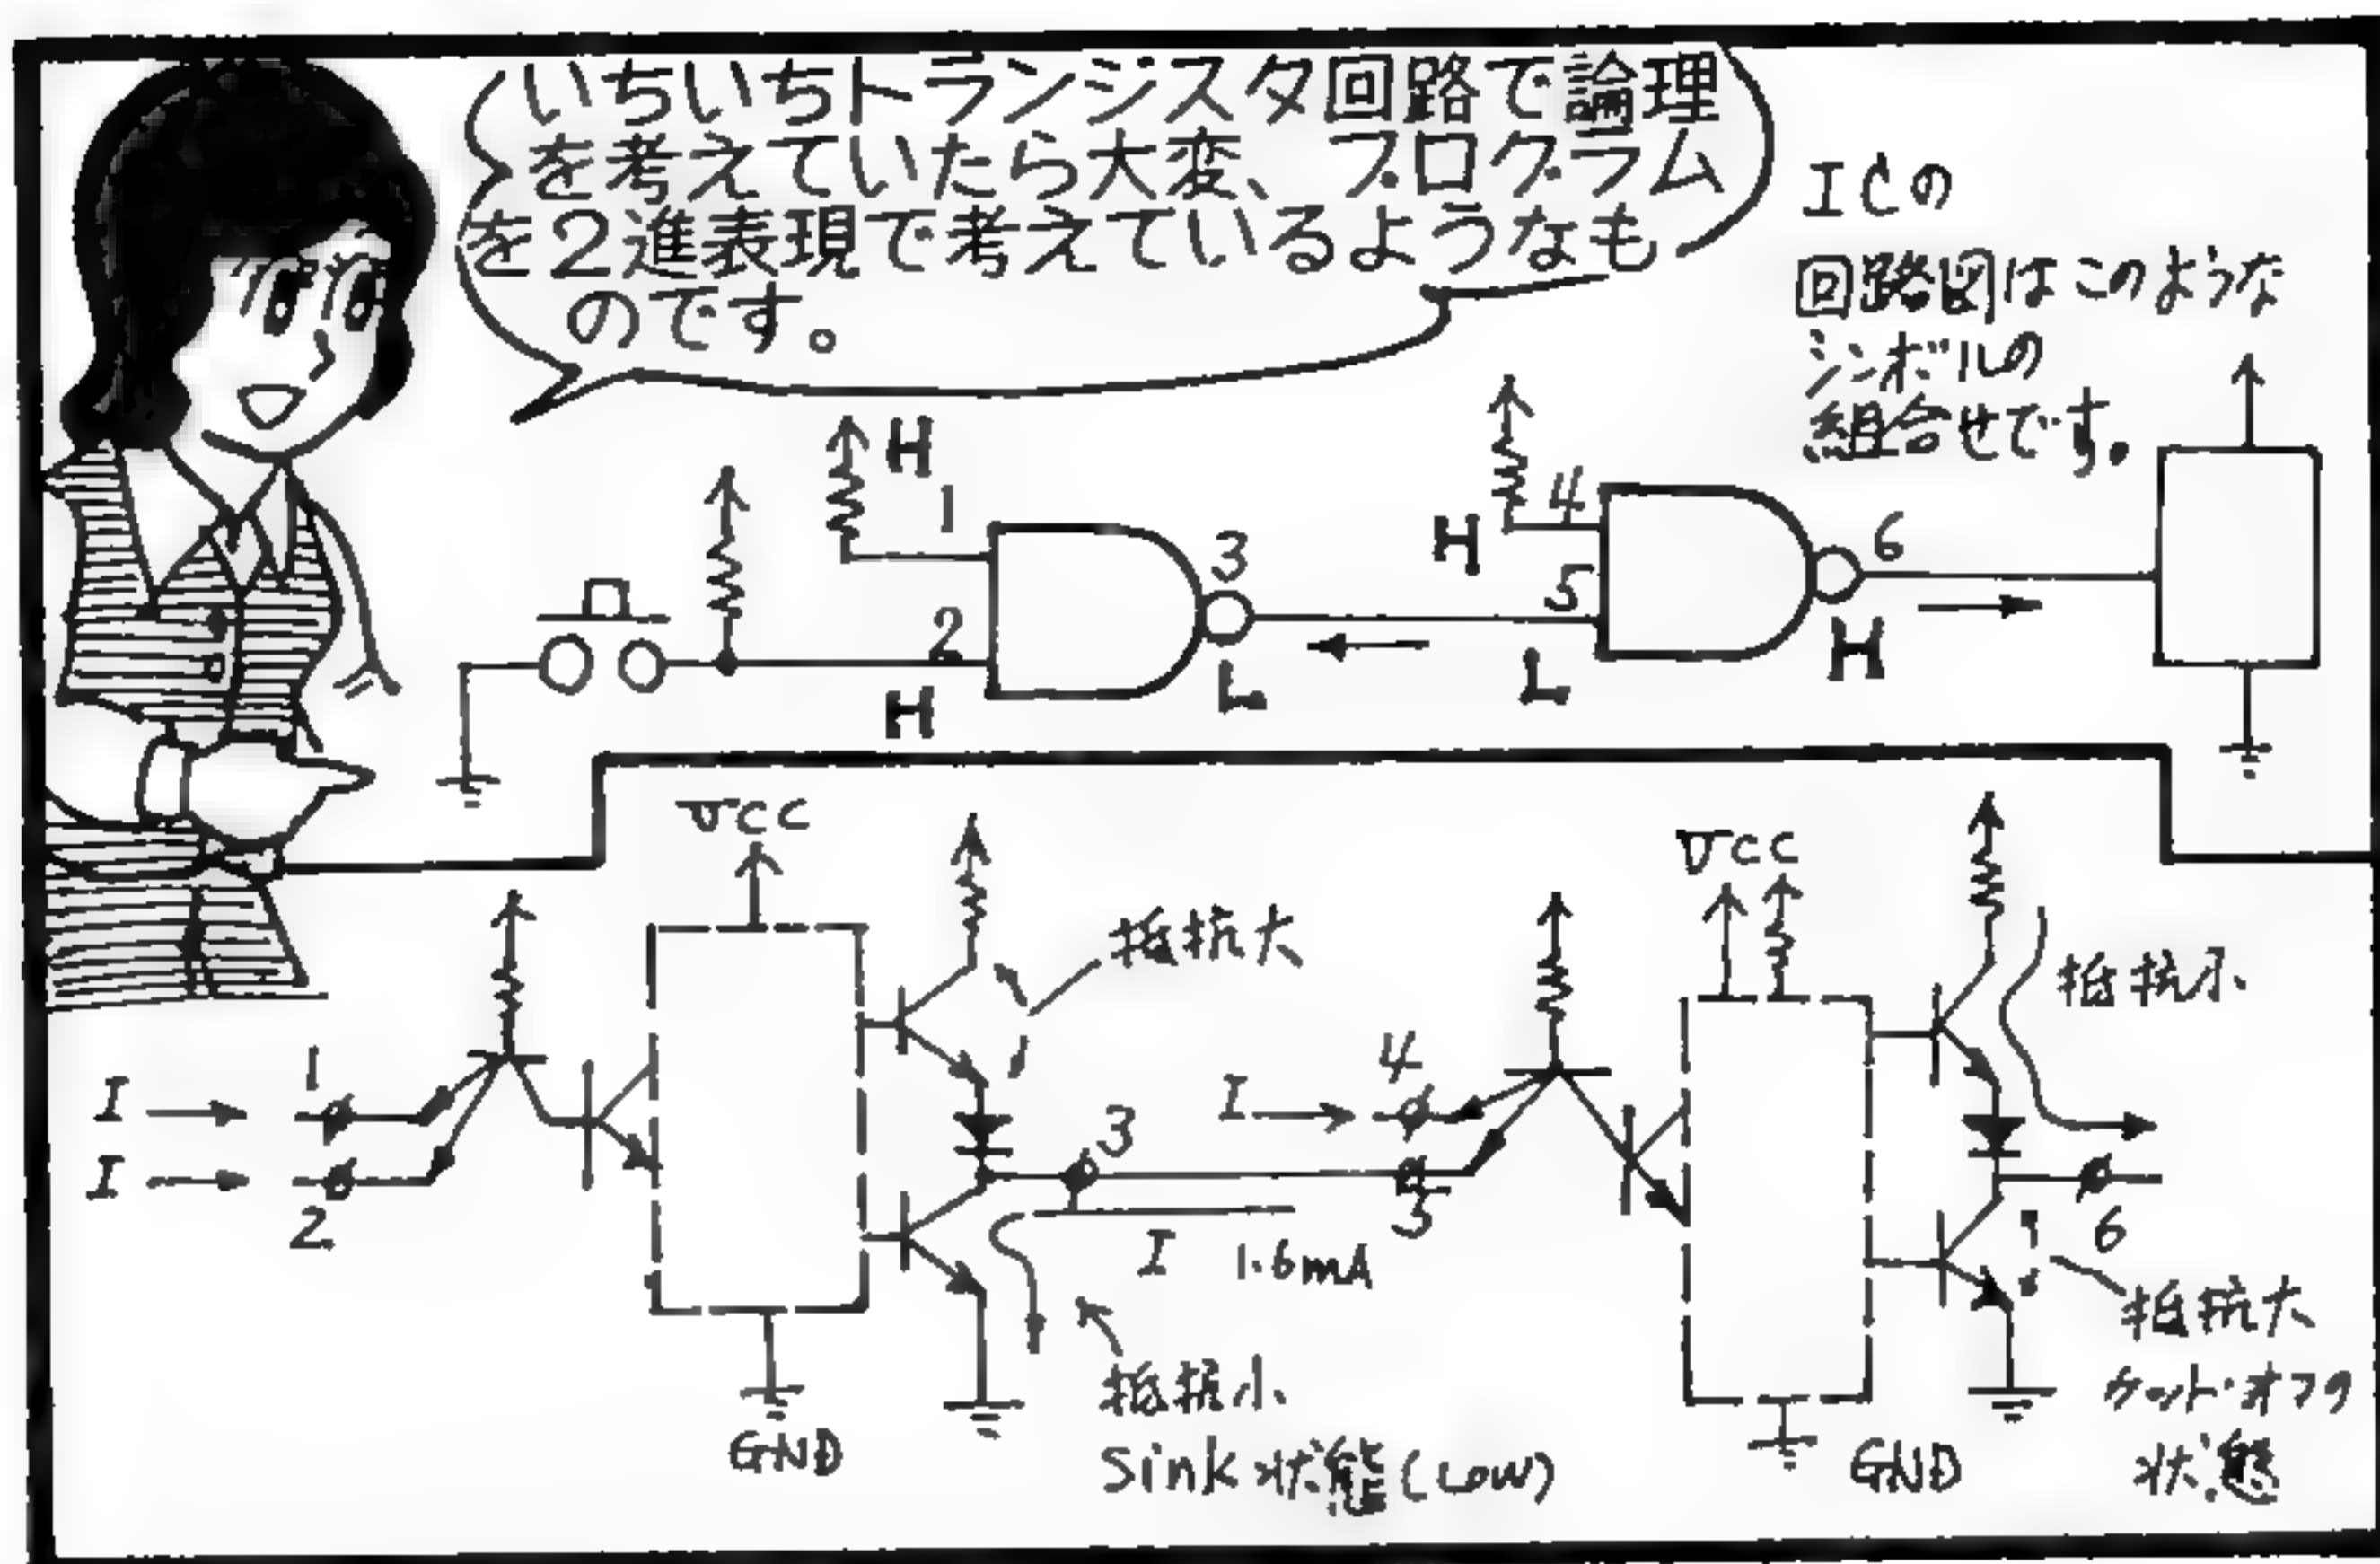 いちいちトランジスタ回路で論理
を考えていたら大変、プログラム
を2進表現で考えているようなも
のです。
ICの
回路図はこのような
シンボルの
組合せです。
H
1
2
H
3
L
H
4
5
L
6
H
VCC
抵抗大
I
1
I
2
3
I
4
5
I 1.6mA
抵抗小
Sink状態(LOW)
GND
VCC
抵抗小
6
抵抗大
カット・オフの
状態
GND